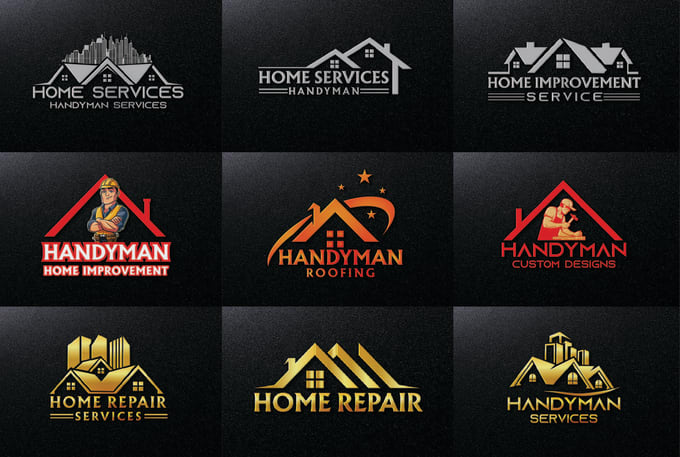 HOME SERVICES
HANDYMAN SERVICES
HOME SERVICES
HANDYMAN
HOME IMPROVEMENT
SERVICE
HANDYMAN
HOME IMPROVEMENT
HANDYMAN
ROOFING
HANDYMAN
CUSTOM DESIGNS
HOME REPAIR
SERVICES
HOME REPAIR
HANDYMAN
SERVICES